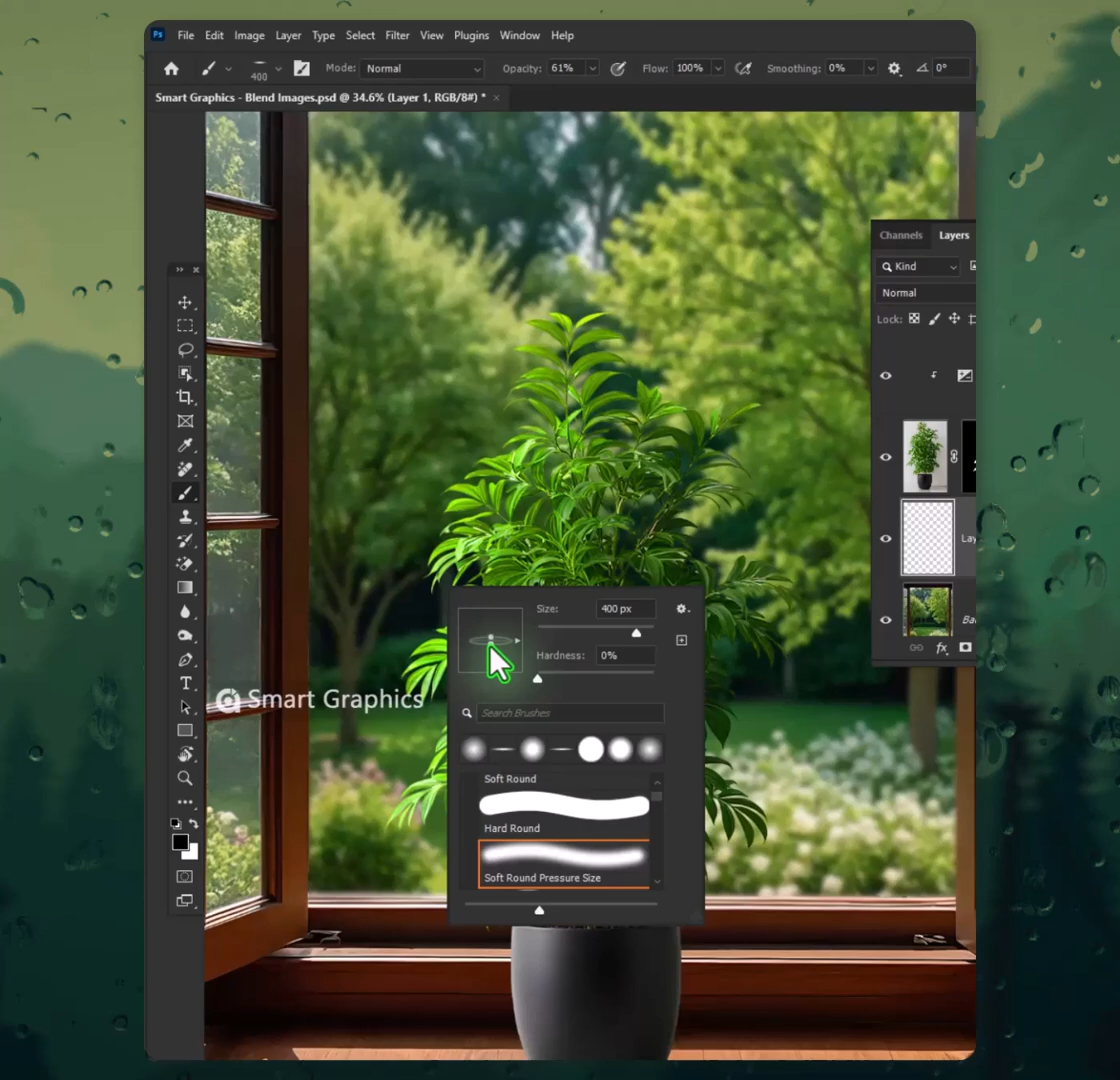 Ps File Edit Image Layer Type Select Filter View Plugins Window Help
400 Mode: Normal Opacity: 61% Flow: 100% Smoothing: 0% 0°
Smart Graphics - Blend Images.psd @ 34.6% (Layer 1, RGB/8#) * ×
Channels Layers
Kind
Normal
Lock:
Lay
Ba
fx
Size: 400 px
Hardness: 0%
Smart Graphics
Search Brushes
Soft Round
Hard Round
Soft Round Pressure Size
T